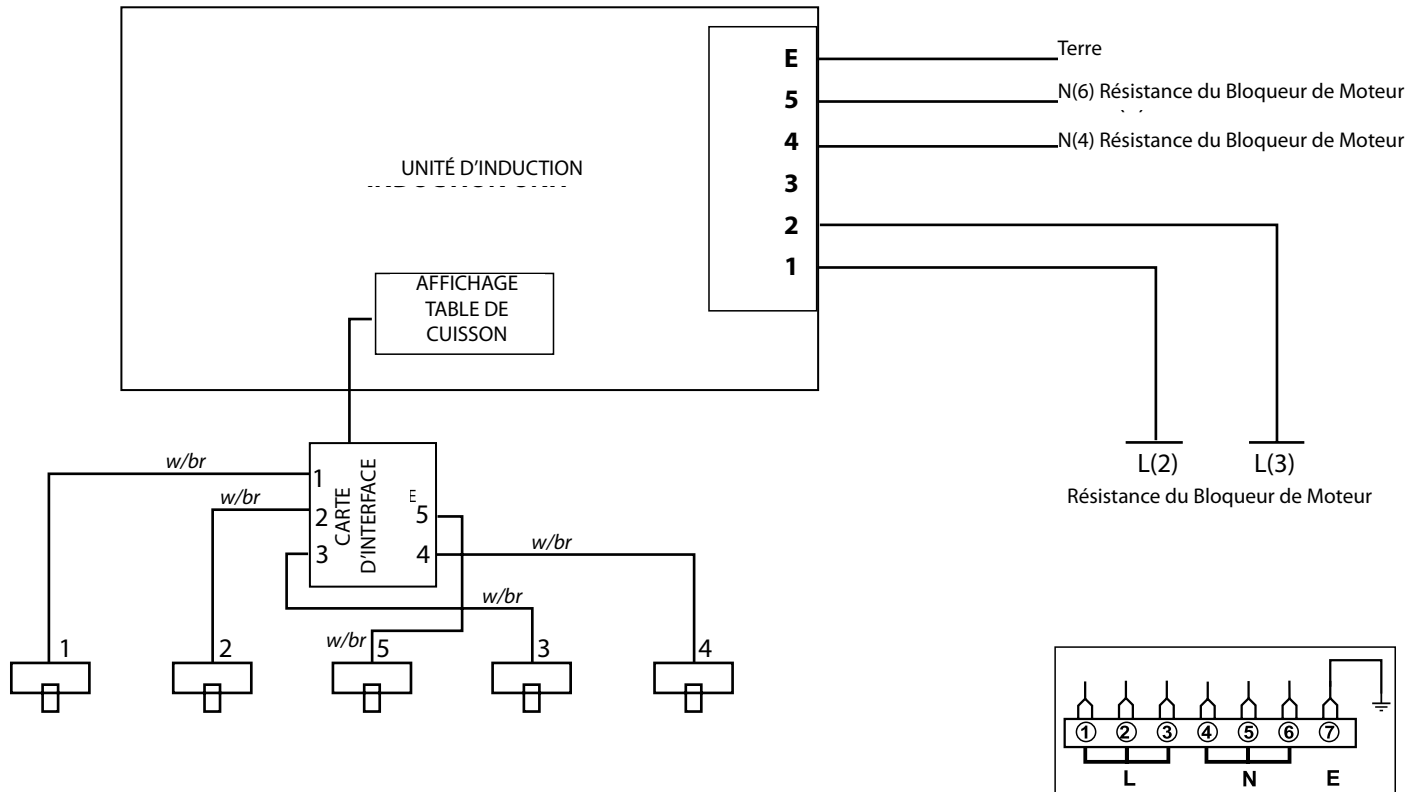 E
Terre
5
N(6) Résistance du Bloqueur de Moteur
4
N(4) Résistance du Bloqueur de Moteur
UNITÉ D'INDUCTION
3
2
1
AFFICHAGE
TABLE DE
CUISSON
L(2)
L(3)
Résistance du Bloqueur de Moteur
w/br
w/br
1
2
3
CARTE
D'INTERFACE
E
5
4
w/br
w/br
w/br
1
2
5
3
4
1
2
3
4
5
6
7
L
N
E